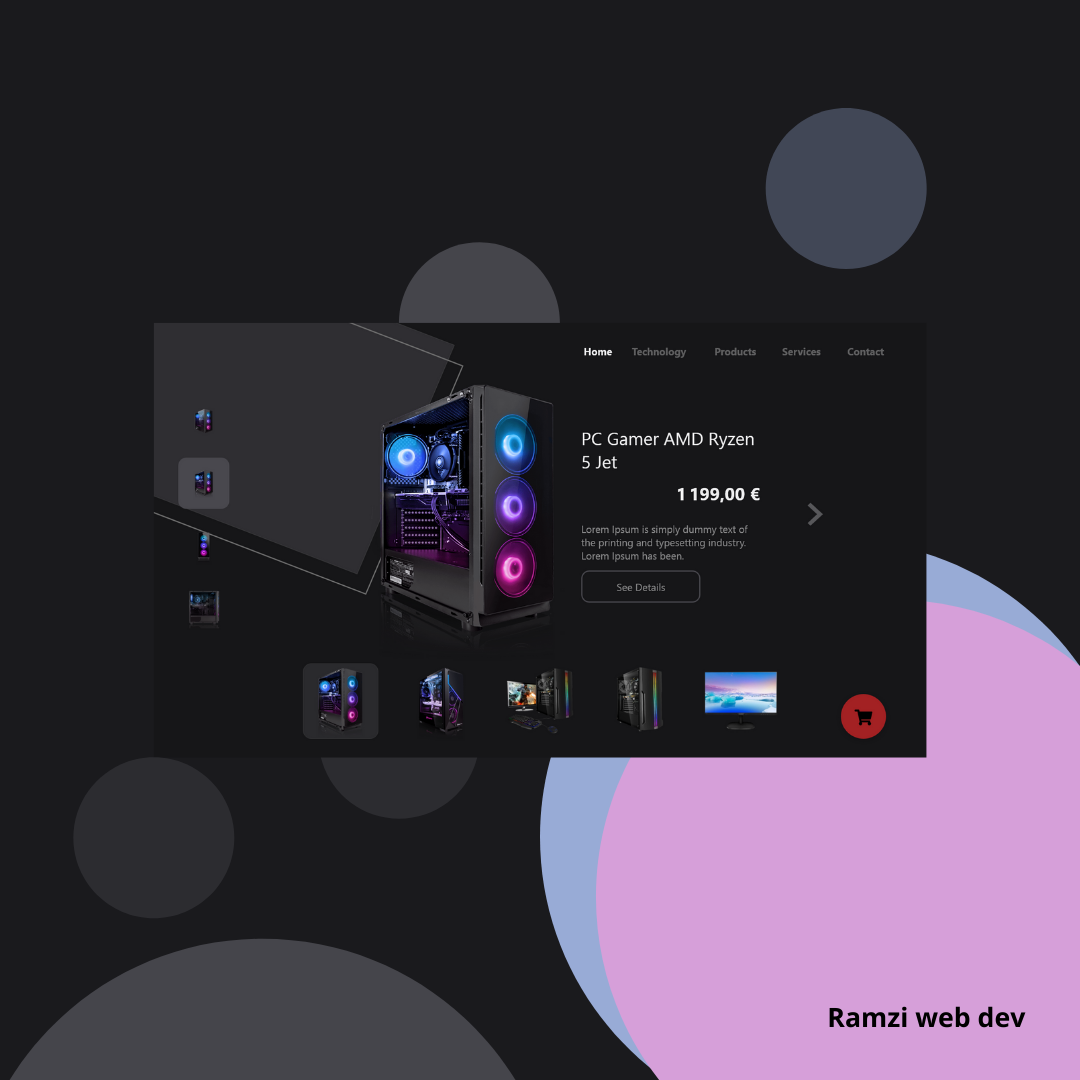 Home Technology Products Services Contact
PC Gamer AMD Ryzen
5 Jet
1 199,00 €
Lorem Ipsum is simply dummy text of
the printing and typesetting industry.
Lorem Ipsum has been.
See Details
Ramzi web dev